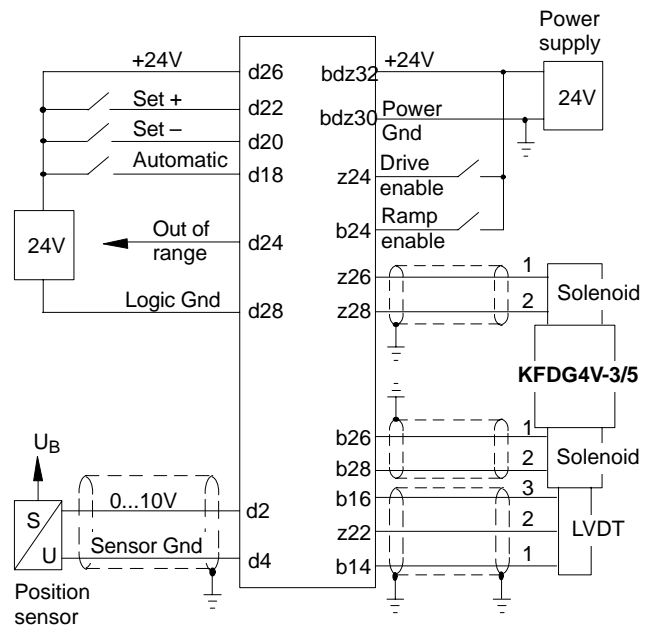 Power
supply
+24V
d26
bdz32
+24V
24V
Set +
d22
bdz30
Power
Gnd
Set –
d20
Automatic
d18
z24
Drive
enable
24V
Out of
range
d24
b24
Ramp
enable
Logic Gnd
d28
z26
1
z28
2
Solenoid
KFDG4V-3/5
b26
1
b28
2
Solenoid
UB
0...10V
d2
b16
3
S
U
z22
2
LVDT
Sensor Gnd
d4
b14
1
Position
sensor